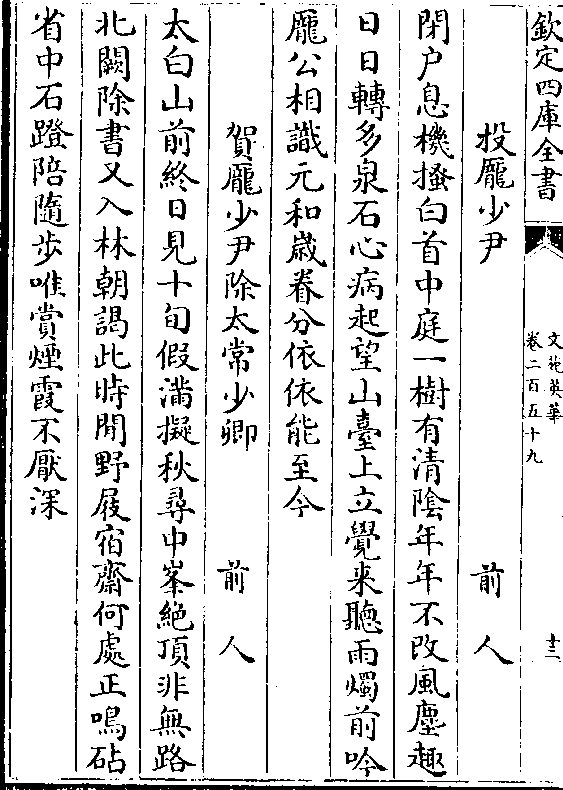 欽定四庫全書
文苑英華
卷二百五十九
十三
投龎少尹
前人
閉户息機搔白首中庭一樹有清陰年年不改風塵趣
日日轉多泉石心病起望山臺上立覺来聽雨燭前吟
龎公相識元和嵗眷分依依能至今
賀龎少尹除太常少卿
前人
太白山前終日見十旬假滿擬秋尋中峯絶頂非無路
北闕除書又入林朝謁此時閒野屐宿齋何處正鳴砧
省中石蹬陪隨步唯賞煙霞不厭深